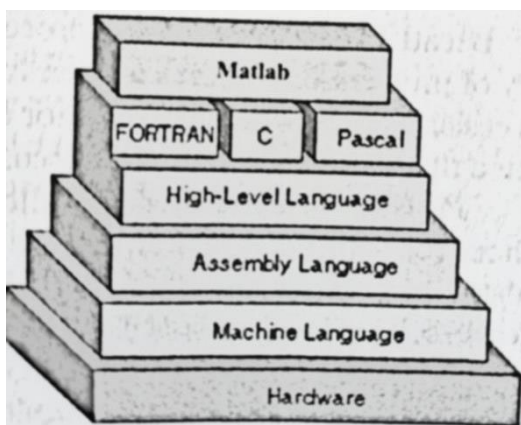 Matlab
FORTRAN C Pascal
High-Level Language
Assembly Language
Machine Language
Hardware